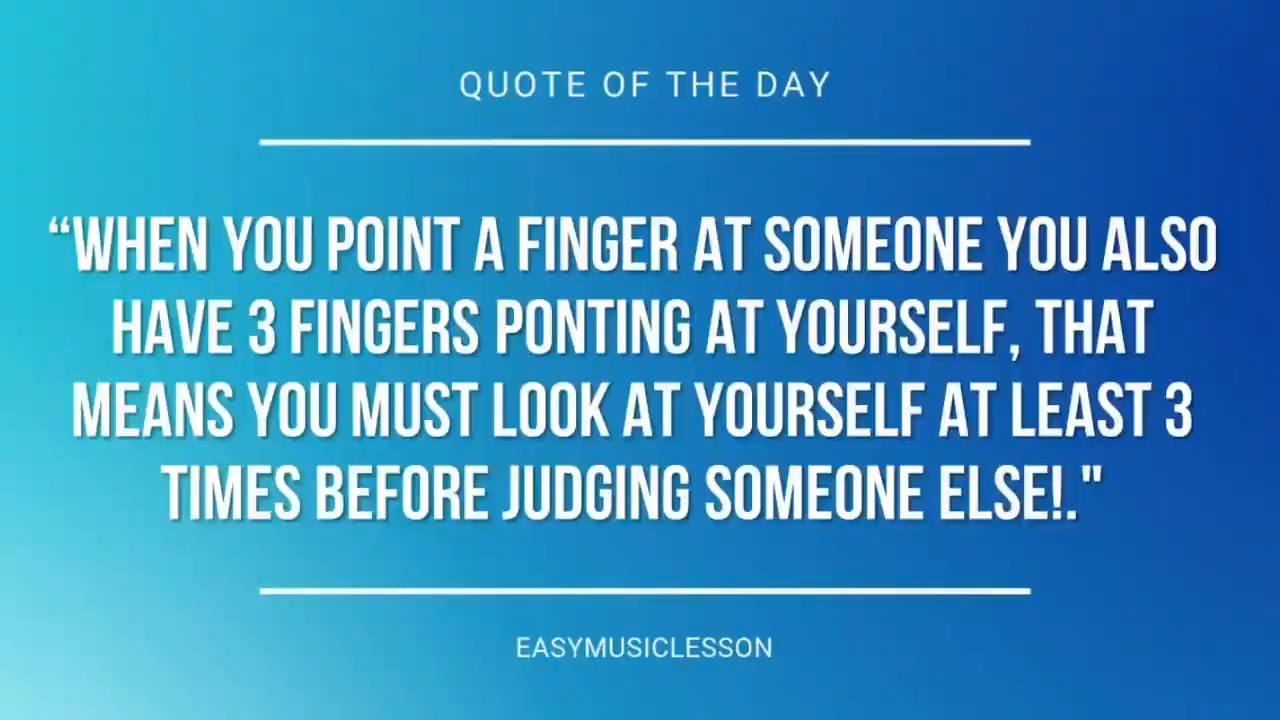 QUOTE OF THE DAY
“WHEN YOU POINT A FINGER AT SOMEONE YOU ALSO
HAVE 3 FINGERS PONTING AT YOURSELF, THAT
MEANS YOU MUST LOOK AT YOURSELF AT LEAST 3
TIMES BEFORE JUDGING SOMEONE ELSE!."
EASYMUSICLESSON